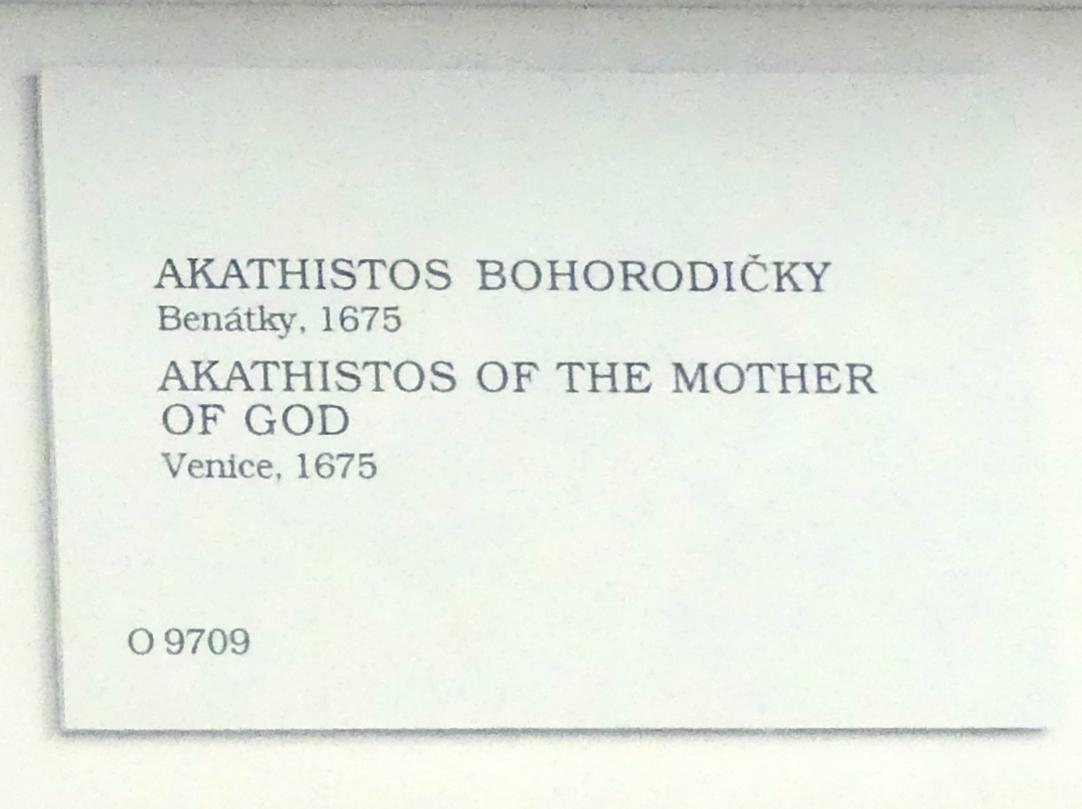 AKATHISTOS BOHORODIČKY
Benátky, 1675
AKATHISTOS OF THE MOTHER
OF GOD
Venice, 1675
O 9709